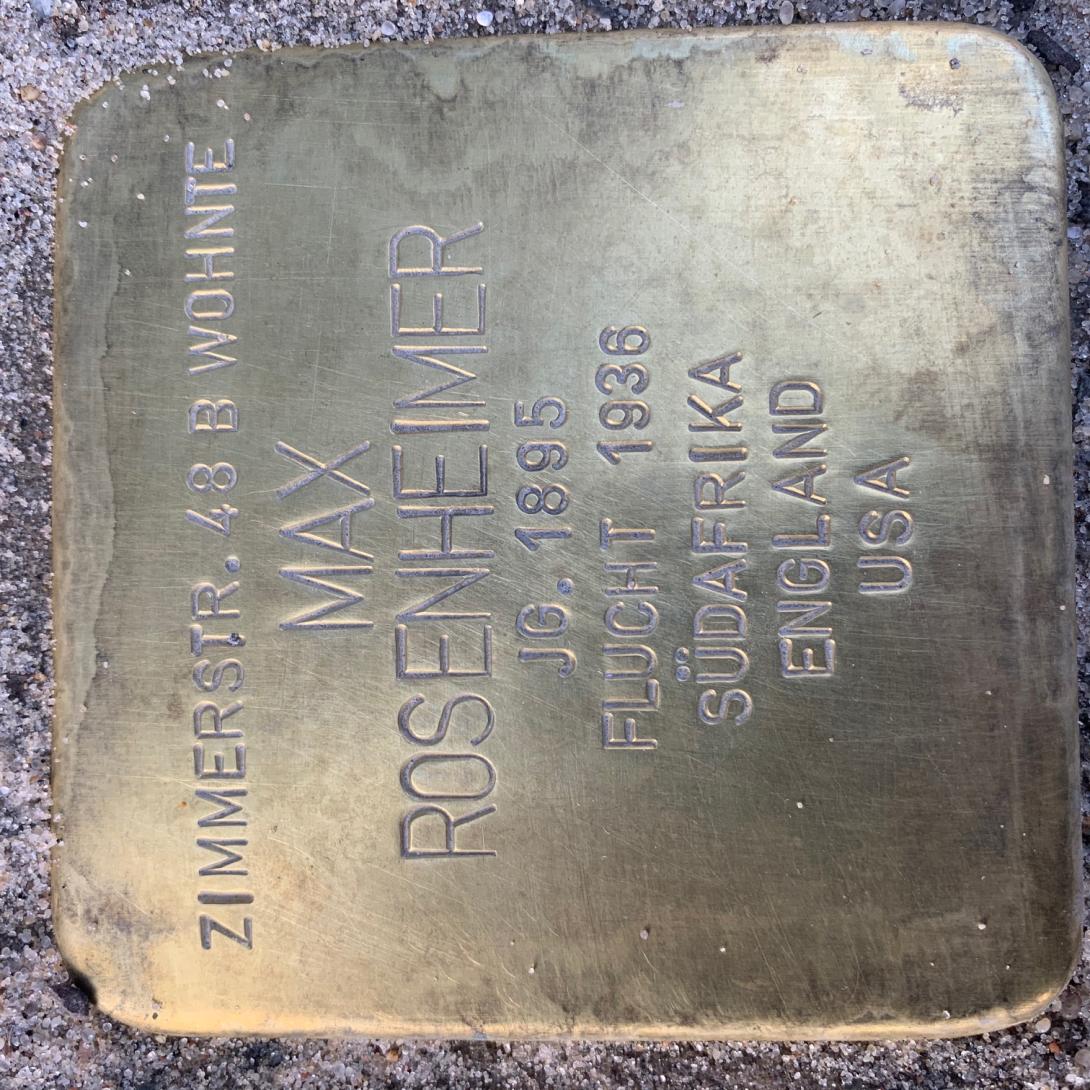 ZIMMERSTR. 48 B WOHNTE
MAX
ROSENHEIMER
JG. 1895
FLUCHT 1936
SÜDAFRIKA
ENGLAND
USA